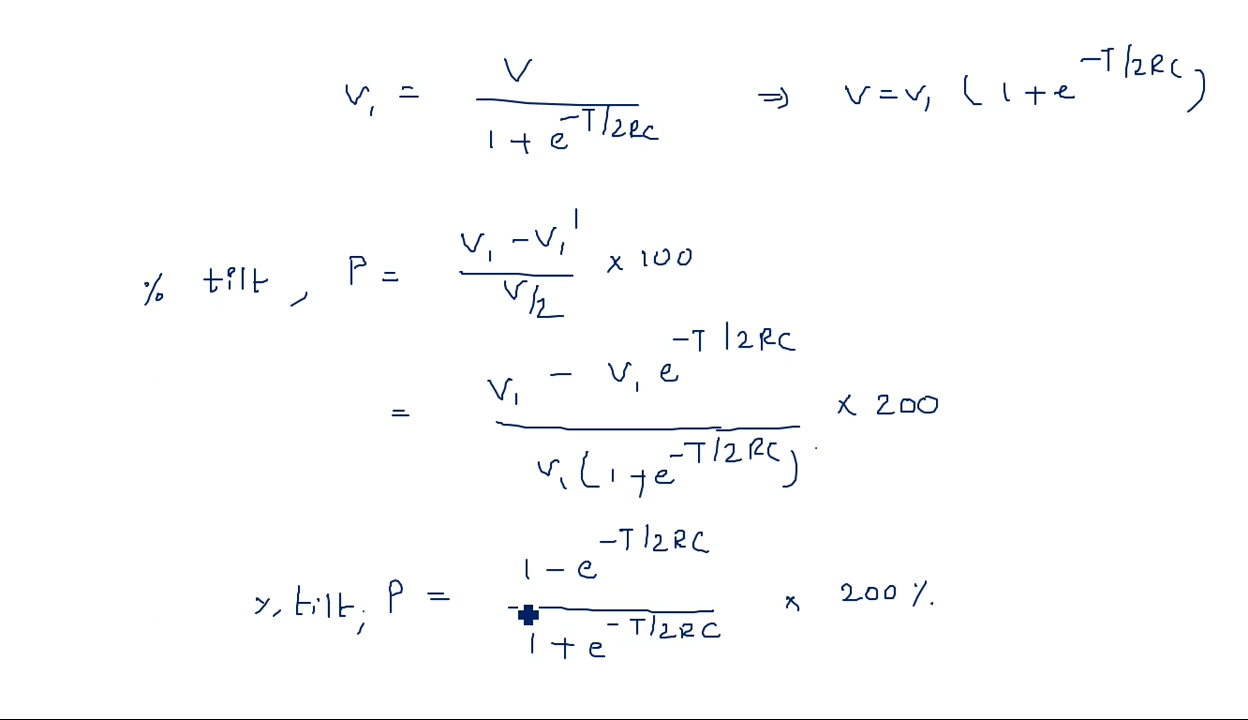 v₁ = V / (1 + e^(-T/2RC)) ⇒ V = v₁ (1 + e^(-T/2RC))
% tilt, P = (V₁ - V₁') / (V/2) × 100
= (V₁ - V₁ e^(-T/2RC)) / (V₁ (1 + e^(-T/2RC))) × 200
% tilt, P = (1 - e^(-T/2RC)) / (1 + e^(-T/2RC)) × 200 %.